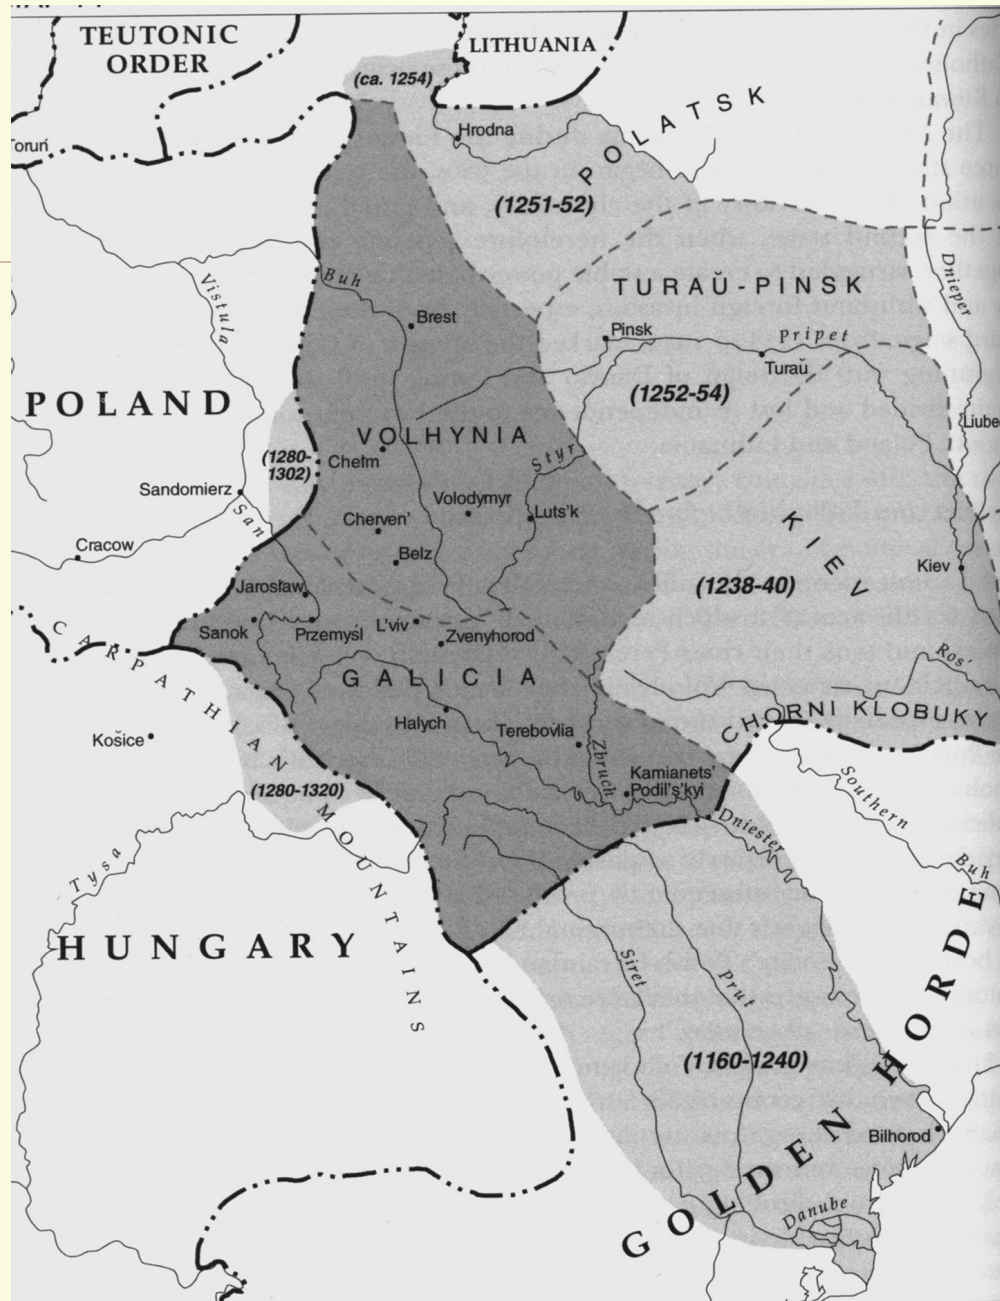 TEUTONIC
ORDER
LITHUANIA
(ca. 1254)
Hrodna
POLATSK
(1251-52)
Vistula
Buh
Brest
TURAŬ-PINSK
Dnieper
Pinsk
Pripet
Turaŭ
(1252-54)
POLAND
VOLHYNIA
(1280-
1302)
Chełm
Styr
Liube
Sandomierz
San
Volodymyr
Luts'k
Cherven'
KIEV
Cracow
Belz
Kiev
(1238-40)
Jarosław
Sanok
Przemyśl
L'viv
Zvenyhorod
Ros'
CARPATHIAN MOUNTAINS
GALICIA
Halych
Terebovlia
CHORNI KLOBUKY
Košice
Zbruch
Kamianets'
Podil's'kyi
(1280-1320)
Southern
Buh
Dniester
Tysa
HUNGARY
Siret
Prut
(1160-1240)
GOLDEN HORDE
Bilhorod
Danube